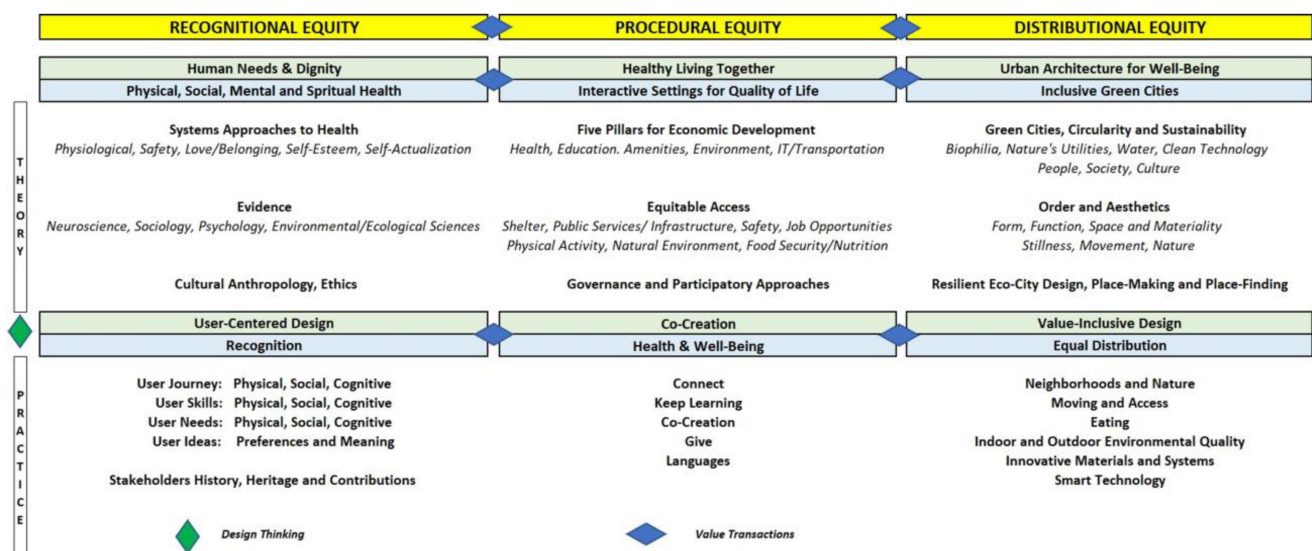 RECOGNITIONAL EQUITY
PROCEDURAL EQUITY
DISTRIBUTIONAL EQUITY
Human Needs & Dignity
Physical, Social, Mental and Spritual Health
Healthy Living Together
Interactive Settings for Quality of Life
Urban Architecture for Well-Being
Inclusive Green Cities
THEORY
Systems Approaches to Health
Physiological, Safety, Love/Belonging, Self-Esteem, Self-Actualization
Evidence
Neuroscience, Sociology, Psychology, Environmental/Ecological Sciences
Cultural Anthropology, Ethics
Five Pillars for Economic Development
Health, Education. Amenities, Environment, IT/Transportation
Equitable Access
Shelter, Public Services/ Infrastructure, Safety, Job Opportunities
Physical Activity, Natural Environment, Food Security/Nutrition
Governance and Participatory Approaches
Green Cities, Circularity and Sustainability
Biophilia, Nature's Utilities, Water, Clean Technology
People, Society, Culture
Order and Aesthetics
Form, Function, Space and Materiality
Stillness, Movement, Nature
Resilient Eco-City Design, Place-Making and Place-Finding
User-Centered Design
Recognition
Co-Creation
Health & Well-Being
Value-Inclusive Design
Equal Distribution
PRACTICE
User Journey: Physical, Social, Cognitive
User Skills: Physical, Social, Cognitive
User Needs: Physical, Social, Cognitive
User Ideas: Preferences and Meaning
Stakeholders History, Heritage and Contributions
Connect
Keep Learning
Co-Creation
Give
Languages
Neighborhoods and Nature
Moving and Access
Eating
Indoor and Outdoor Environmental Quality
Innovative Materials and Systems
Smart Technology
Design Thinking
Value Transactions